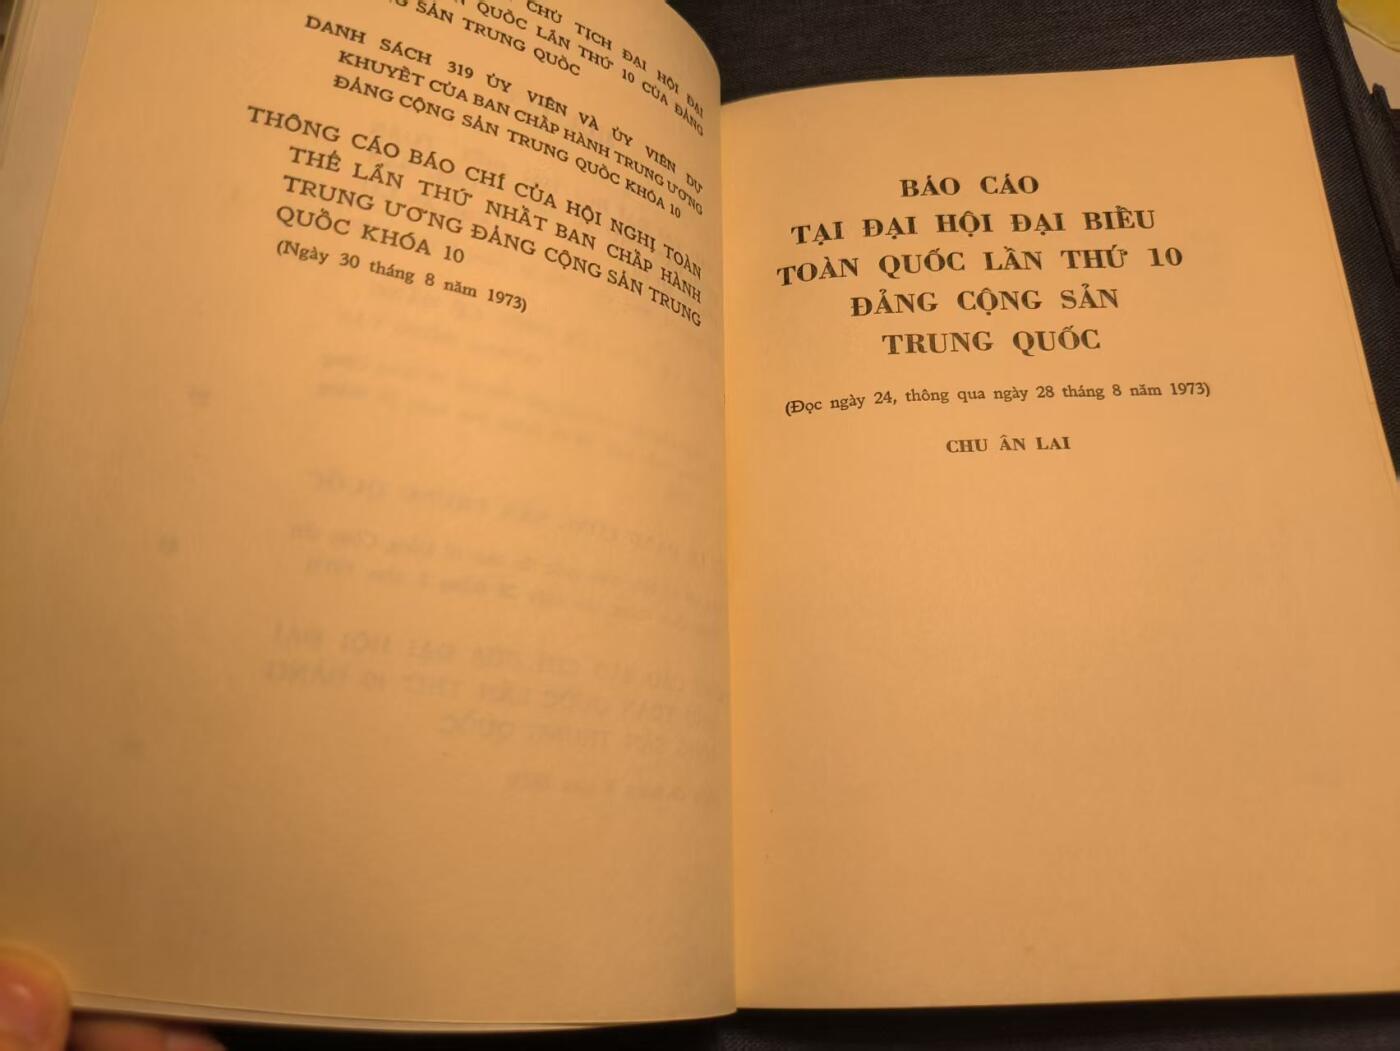 CHỦ TỊCH ĐẠI HỘI ĐẠI
QUỐC LẦN THỨ 10 CỦA ĐẢNG
SẢN TRUNG QUỐC
DANH SÁCH 319 ỦY VIÊN VÀ ỦY VIÊN DỰ
KHUYẾT CỦA BAN CHẤP HÀNH TRUNG ƯƠNG
ĐẢNG CỘNG SẢN TRUNG QUỐC KHÓA 10
THÔNG CÁO BÁO CHÍ CỦA HỘI NGHỊ TOÀN
THỂ LẦN THỨ NHẤT BAN CHẤP HÀNH
TRUNG ƯƠNG ĐẢNG CỘNG SẢN TRUNG
QUỐC KHÓA 10
(Ngày 30 tháng 8 năm 1973)
BÁO CÁO
TẠI ĐẠI HỘI ĐẠI BIỂU
TOÀN QUỐC LẦN THỨ 10
ĐẢNG CỘNG SẢN
TRUNG QUỐC
(Đọc ngày 24, thông qua ngày 28 tháng 8 năm 1973)
CHU ÂN LAI